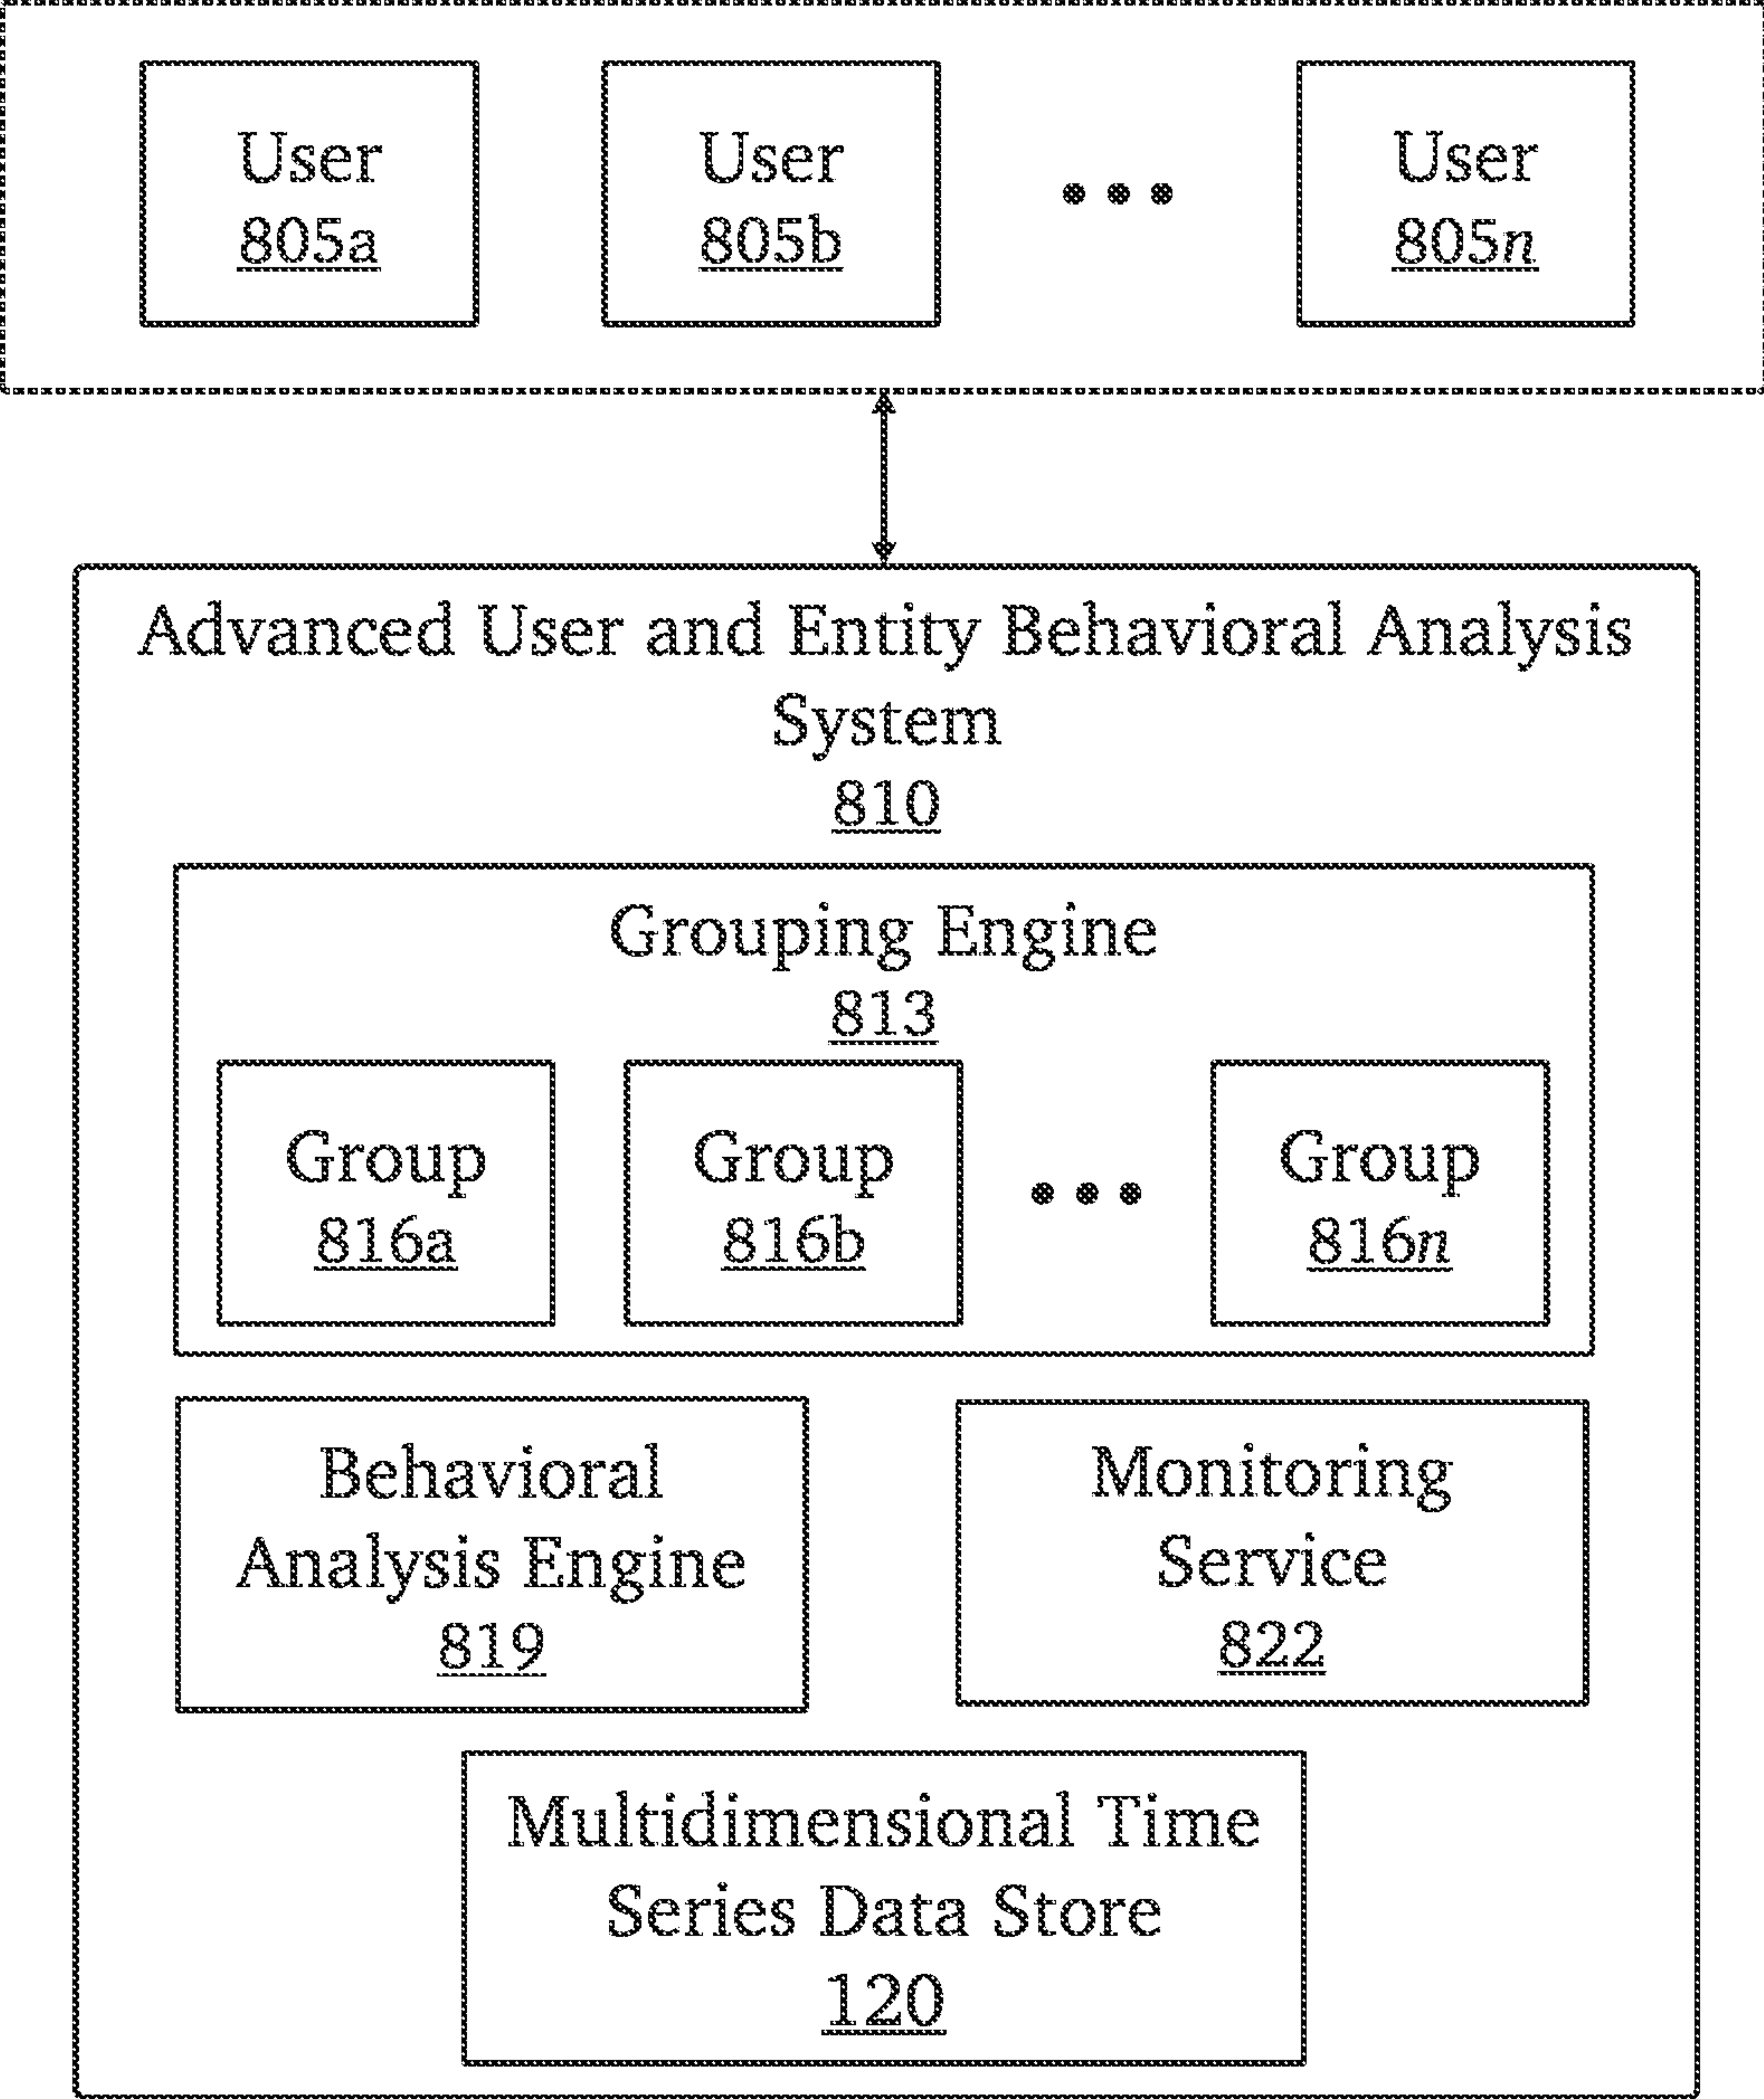 User
805a
User
805b
User
805n
Advanced User and Entity Behavioral Analysis
System
810
Grouping Engine
813
Group
816a
Group
816b
Group
816n
Behavioral
Analysis Engine
819
Monitoring
Service
822
Multidimensional Time
Series Data Store
120